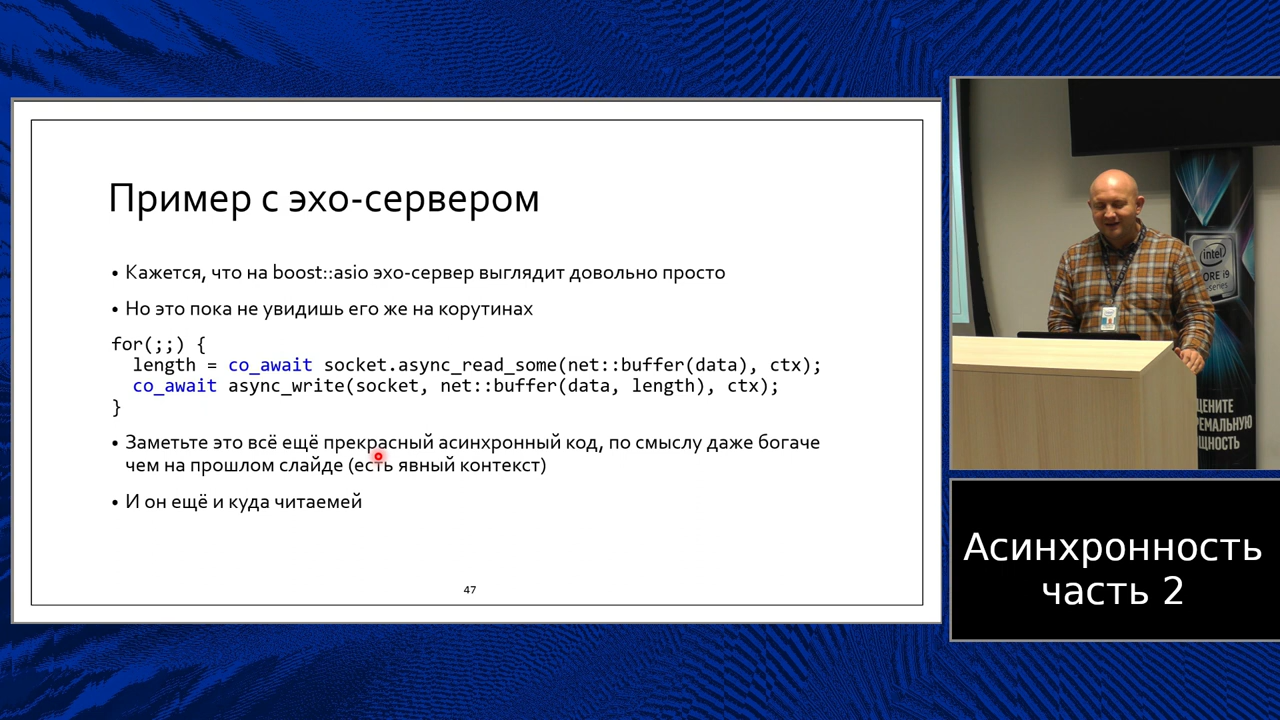 Пример с эхо-сервером
• Кажется, что на boost::asio эхо-сервер выглядит довольно просто
• Но это пока не увидишь его же на корутинах
for(;;) {
length = co_await socket.async_read_some(net::buffer(data), ctx);
co_await async_write(socket, net::buffer(data, length), ctx);
}
• Заметьте это всё ещё прекрасный асинхронный код, по смыслу даже богаче
чем на прошлом слайде (есть явный контекст)
• И он ещё и куда читаемей
47
intel
ORE i9
-series
ЦЕНИТЕ
РЕМАЛЬНУЮ
ЩНОСТЬ
Асинхронность
часть 2